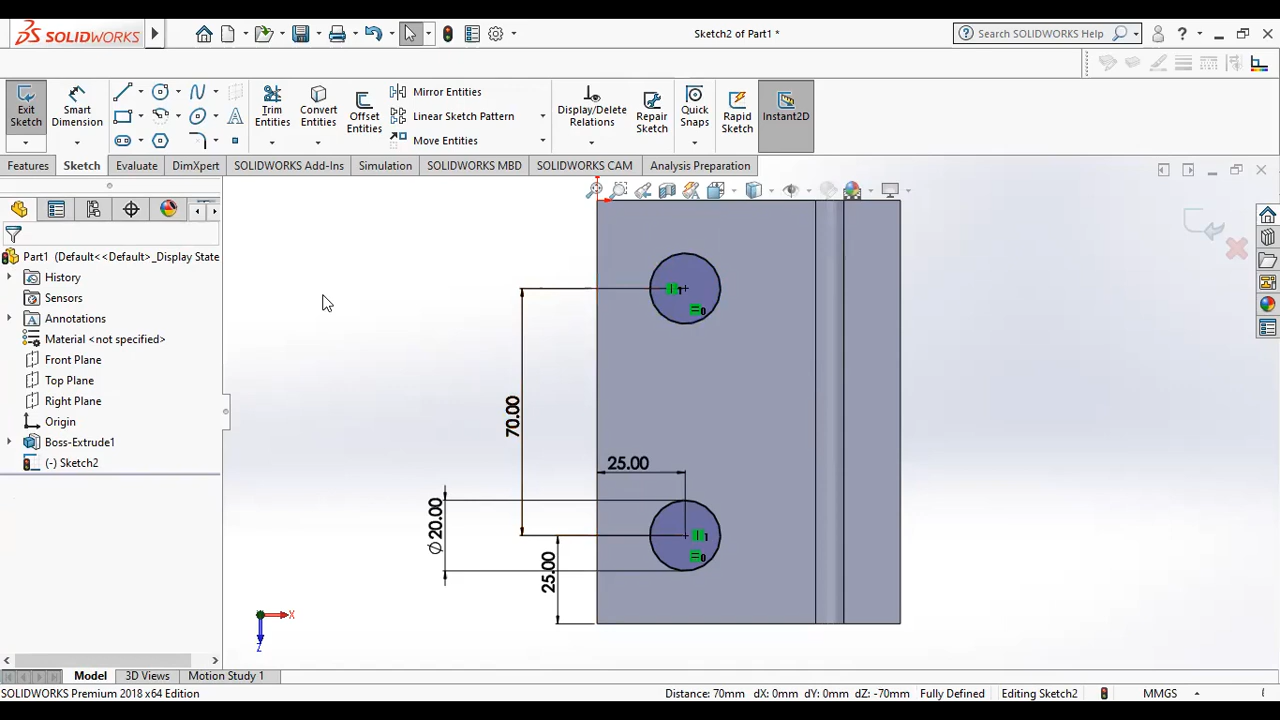 SOLIDWORKS
Sketch2 of Part1 *
Search SOLIDWORKS Help
Exit Sketch
Smart Dimension
Trim Entities
Convert Entities
Offset Entities
Mirror Entities
Linear Sketch Pattern
Move Entities
Display/Delete Relations
Repair Sketch
Quick Snaps
Rapid Sketch
Instant2D
Features
Sketch
Evaluate
DimXpert
SOLIDWORKS Add-Ins
Simulation
SOLIDWORKS MBD
SOLIDWORKS CAM
Analysis Preparation
Part1 (Default<<Default>_Display State
History
Sensors
Annotations
Material <not specified>
Front Plane
Top Plane
Right Plane
Origin
Boss-Extrude1
(-) Sketch2
1
0
70.00
25.00
Ø20.00
1
0
25.00
X
Z
Model
3D Views
Motion Study 1
SOLIDWORKS Premium 2018 x64 Edition
Distance: 70mm dX: 0mm dY: 0mm dZ: -70mm
Fully Defined
Editing Sketch2
MMGS